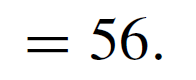 = 56.